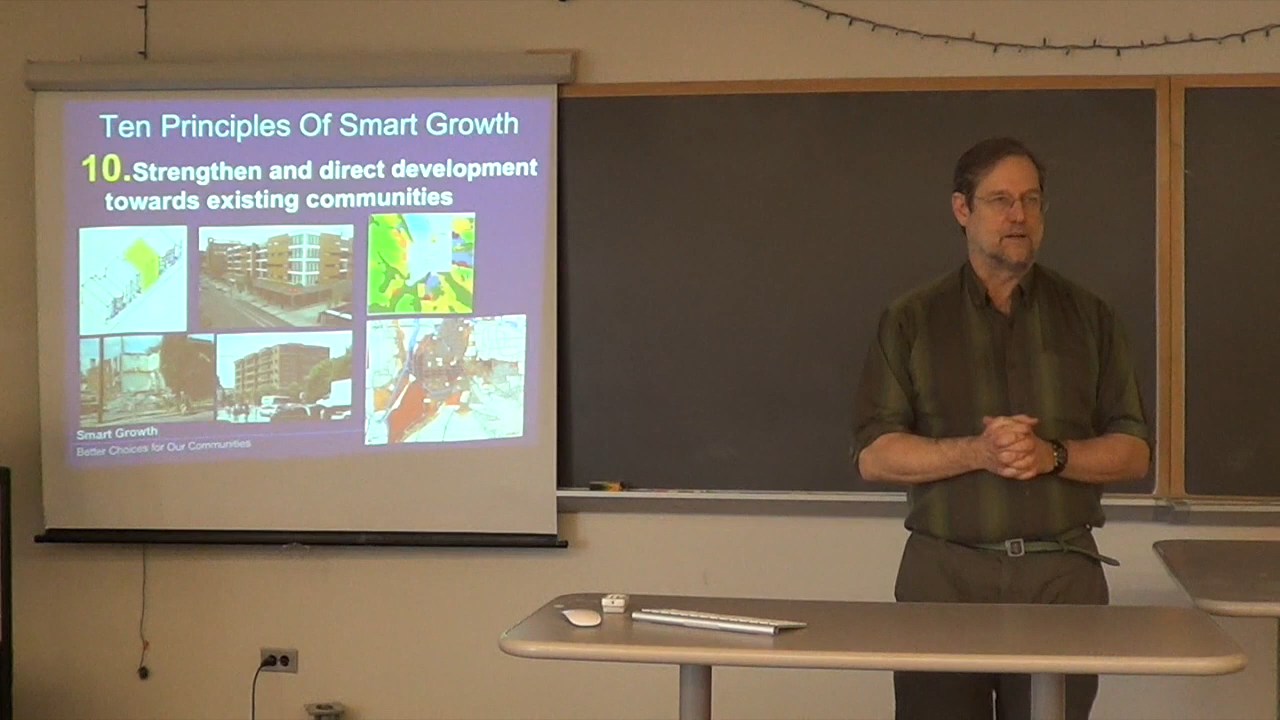 Ten Principles Of Smart Growth
10.Strengthen and direct development
towards existing communities
Smart Growth
Better Choices for Our Communities